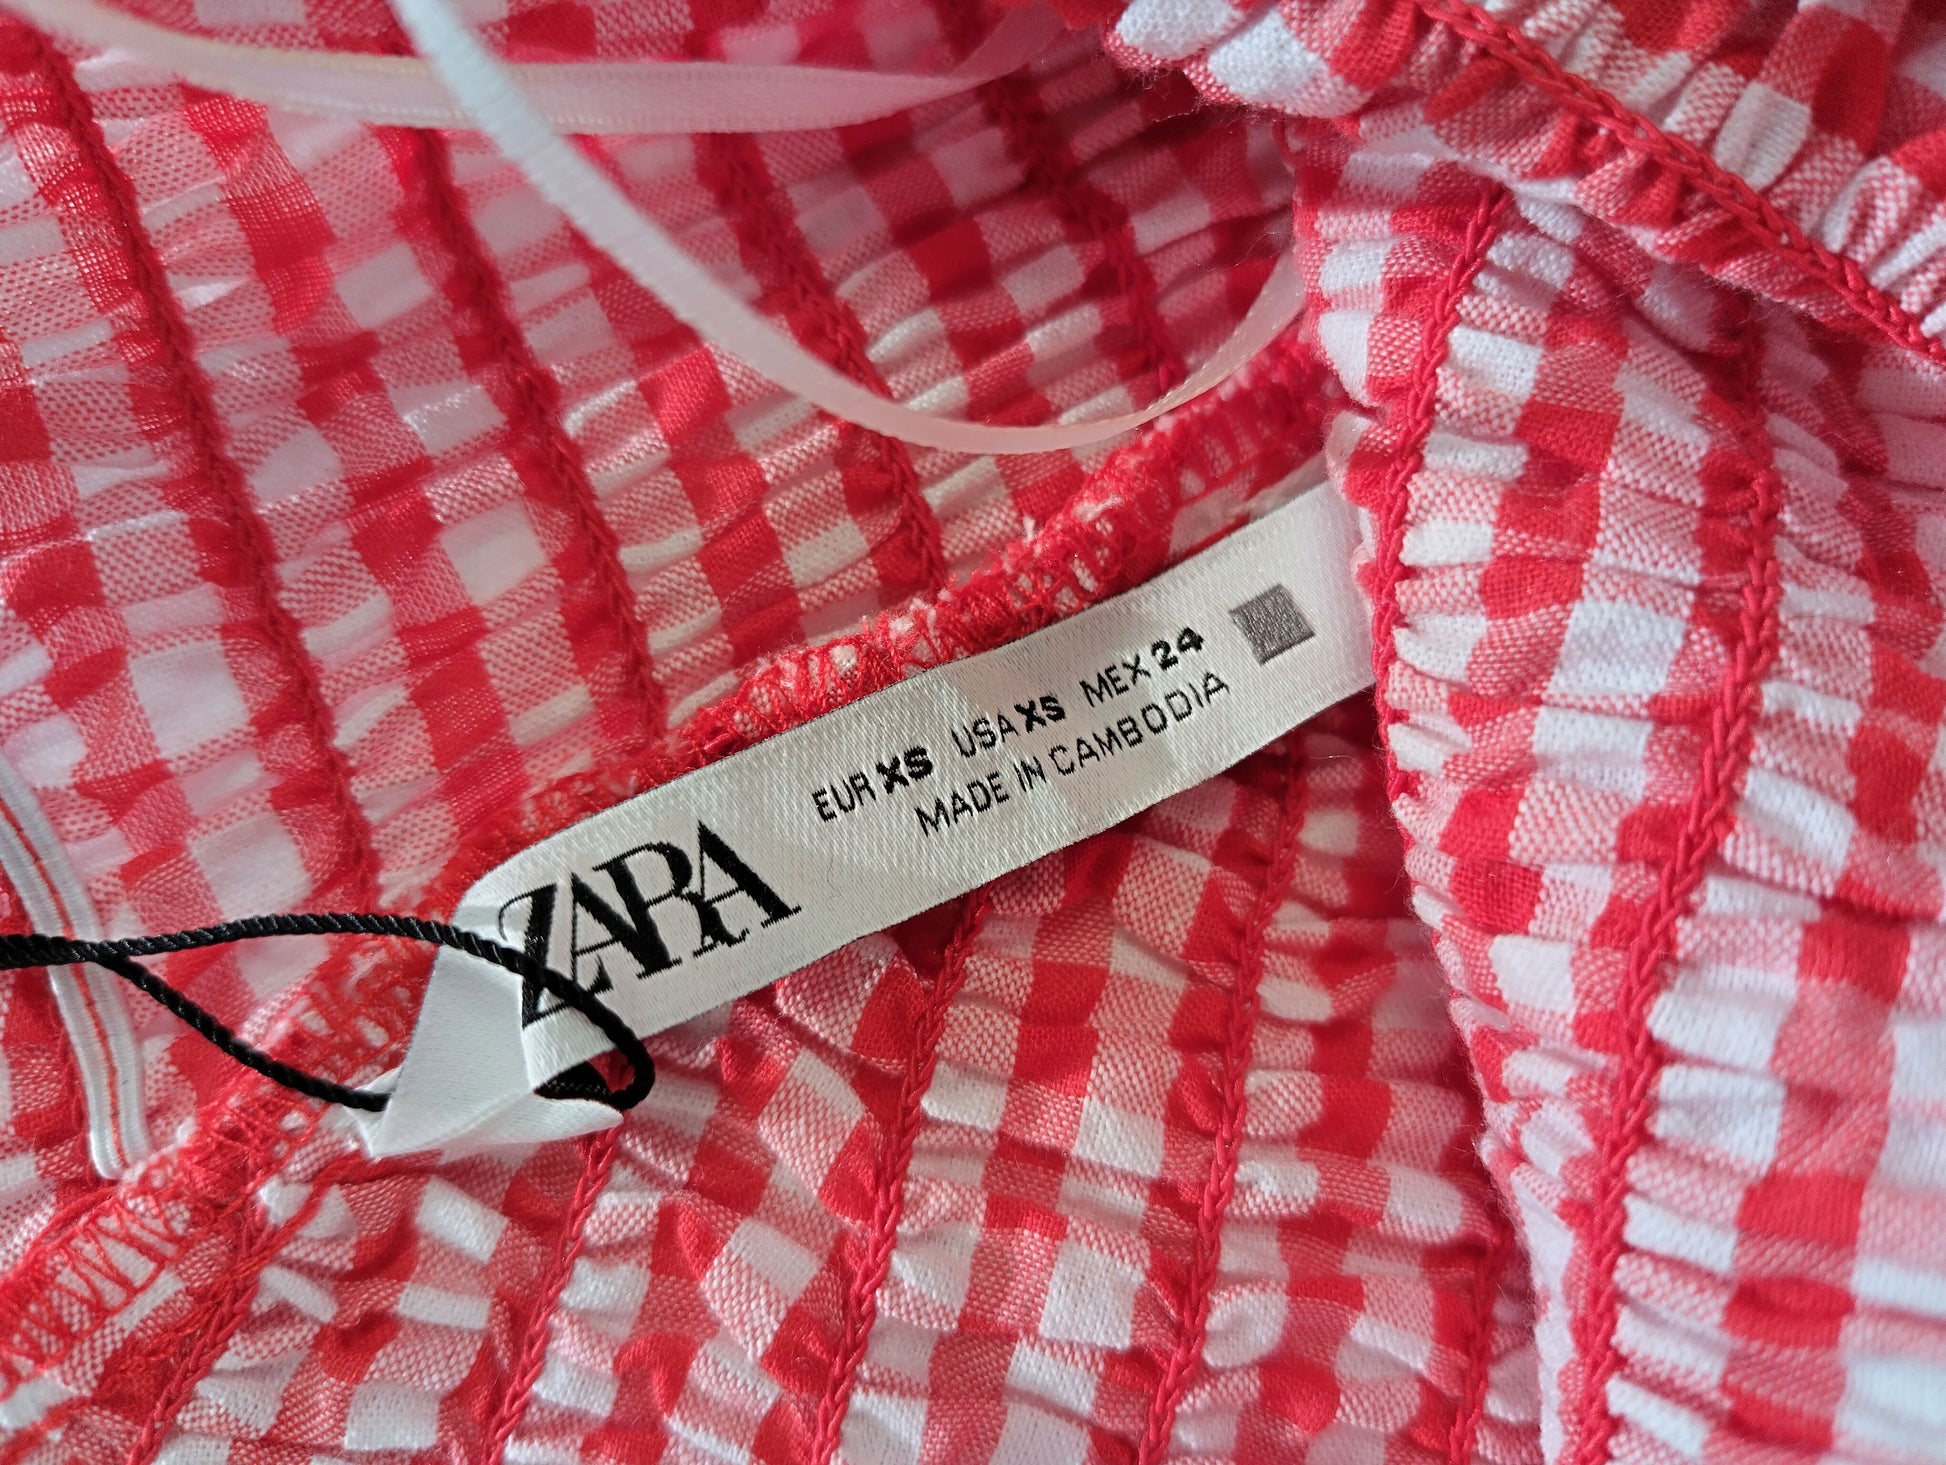 ZARA
EUR XS USA XS MEX 24
MADE IN CAMBODIA